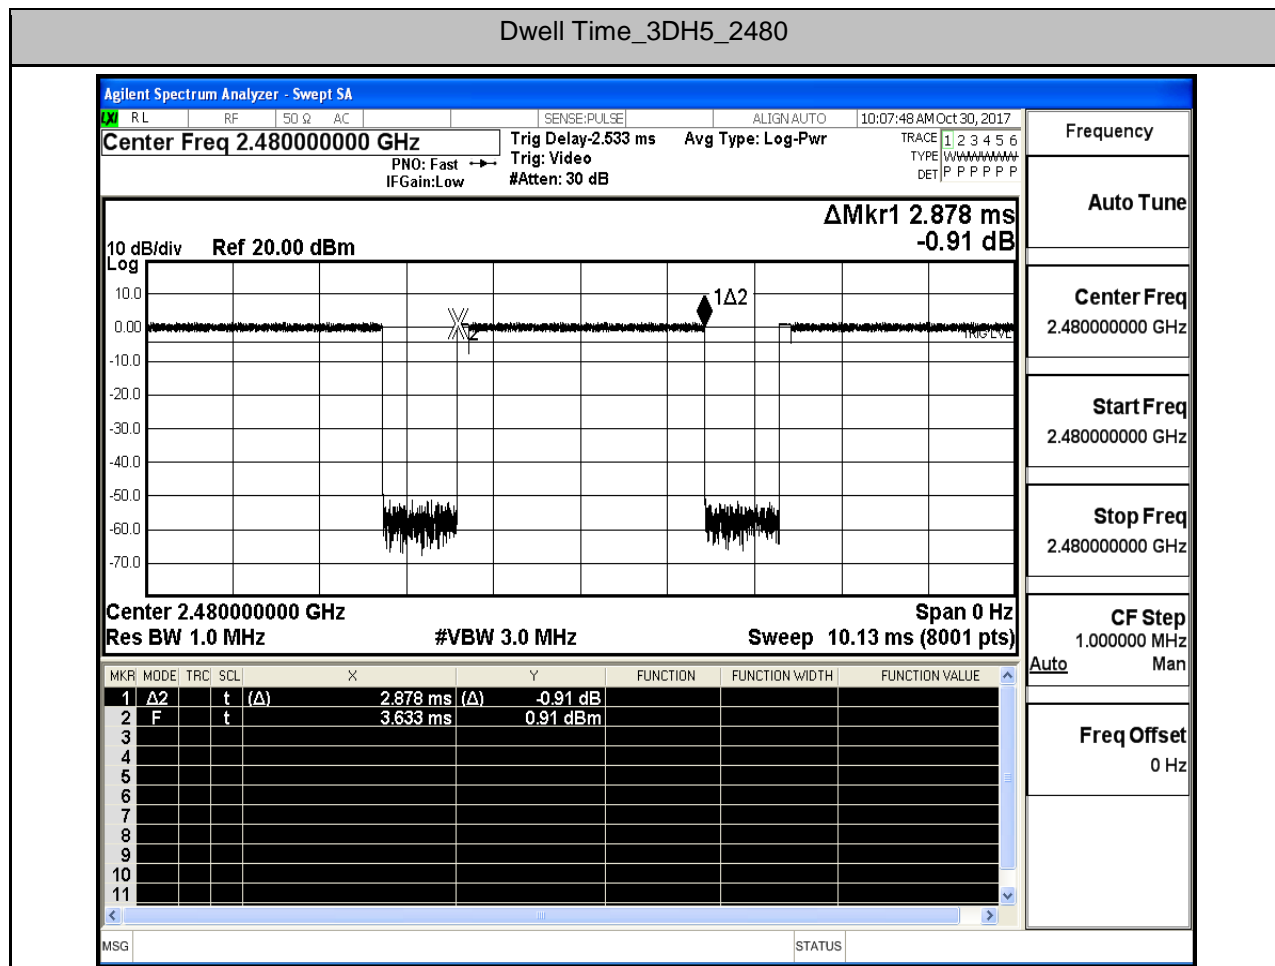 Dwell Time_3DH5_2480
Agilent Spectrum Analyzer - Swept SA
LXI RL RF 50 Ω AC SENSE:PULSE ALIGN AUTO 10:07:48 AM Oct 30, 2017
Center Freq 2.480000000 GHz Trig Delay-2.533 ms Avg Type: Log-Pwr TRACE 1 2 3 4 5 6
PNO: Fast Trig: Video TYPE WWWWWW
IFGain:Low #Atten: 30 dB DET P P P P P P
ΔMkr1 2.878 ms
-0.91 dB
10 dB/div Ref 20.00 dBm
Log
10.0
0.00
-10.0
-20.0
-30.0
-40.0
-50.0
-60.0
-70.0
1Δ2
2
TRIG LVL
Center 2.480000000 GHz Span 0 Hz
Res BW 1.0 MHz #VBW 3.0 MHz Sweep 10.13 ms (8001 pts)
MKR MODE TRC SCL X Y FUNCTION FUNCTION WIDTH FUNCTION VALUE
1 Δ2 t (Δ) 2.878 ms (Δ) -0.91 dB
2 F t 3.633 ms 0.91 dBm
3
4
5
6
7
8
9
10
11
MSG STATUS
Frequency
Auto Tune
Center Freq
2.480000000 GHz
Start Freq
2.480000000 GHz
Stop Freq
2.480000000 GHz
CF Step
1.000000 MHz
Auto Man
Freq Offset
0 Hz